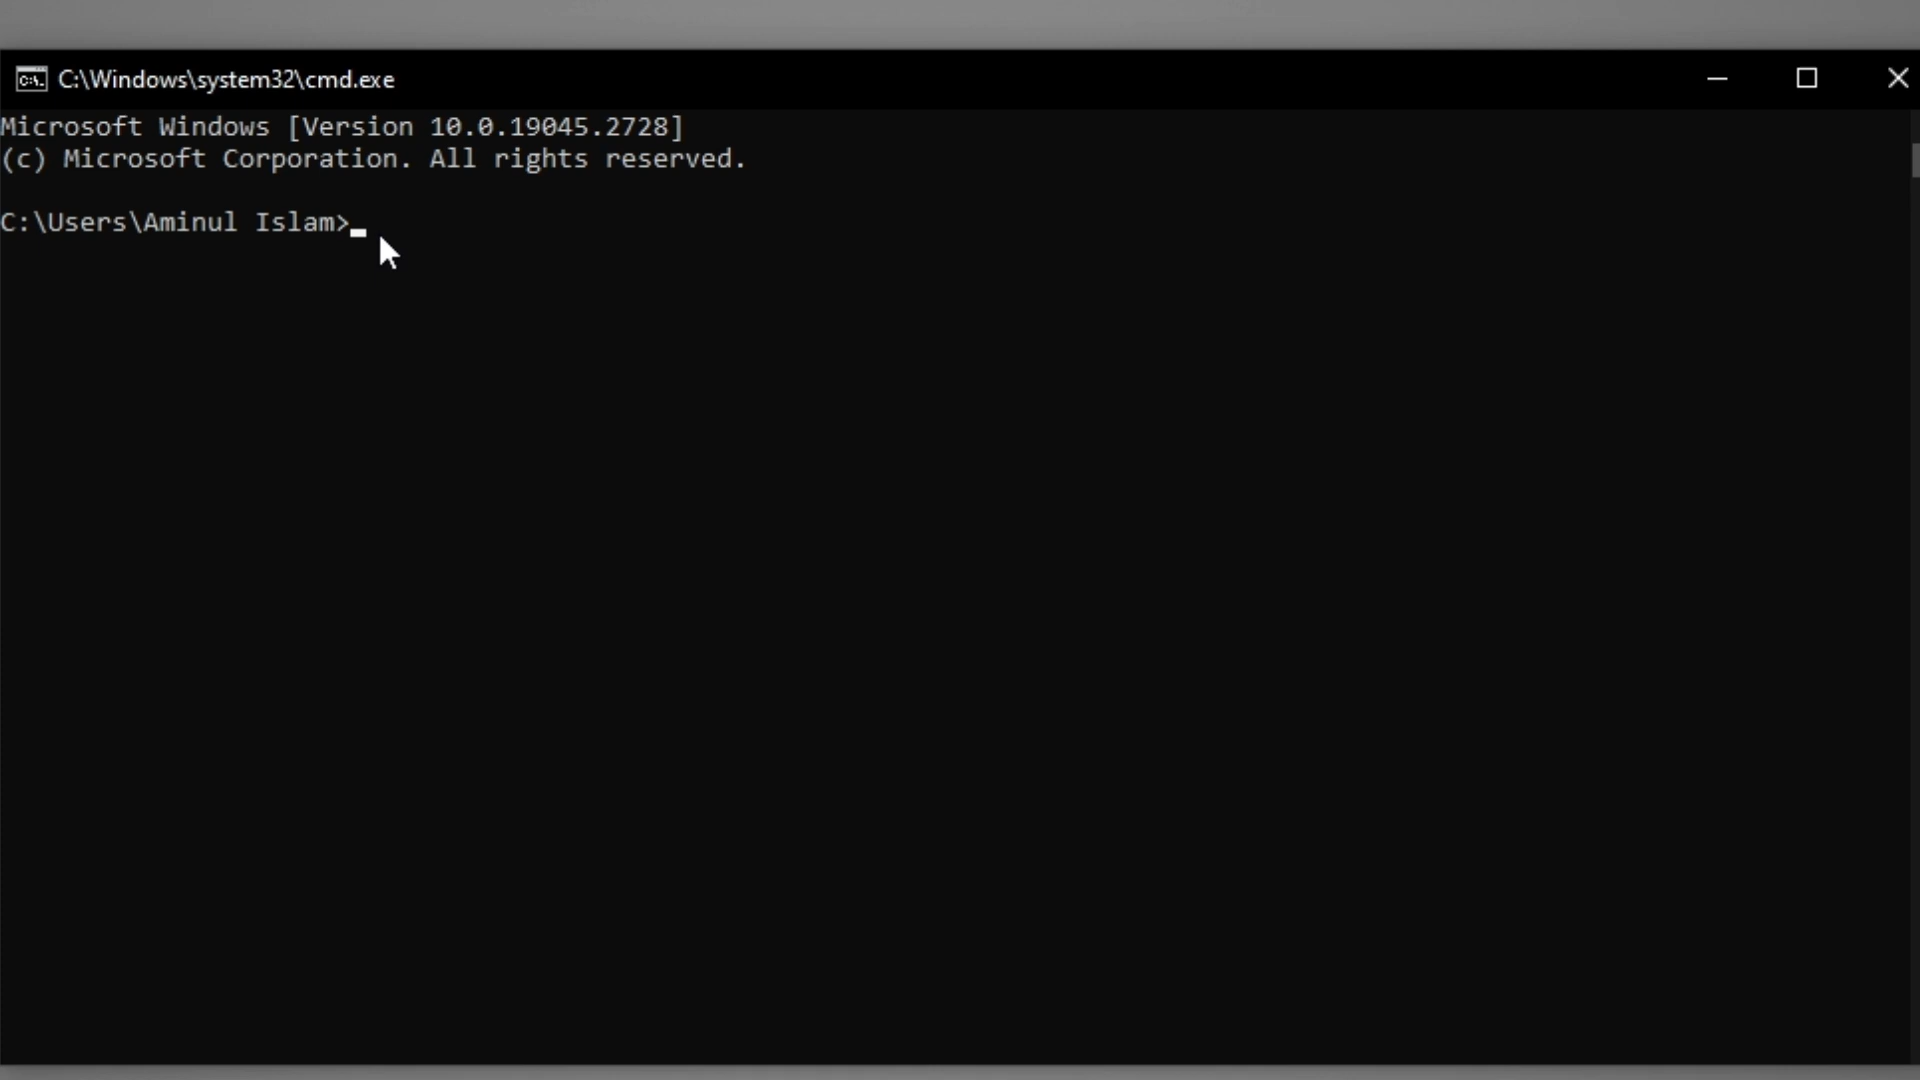 C:\Windows\system32\cmd.exe
Microsoft Windows [Version 10.0.19045.2728]
(c) Microsoft Corporation. All rights reserved.
C:\Users\Aminul Islam>